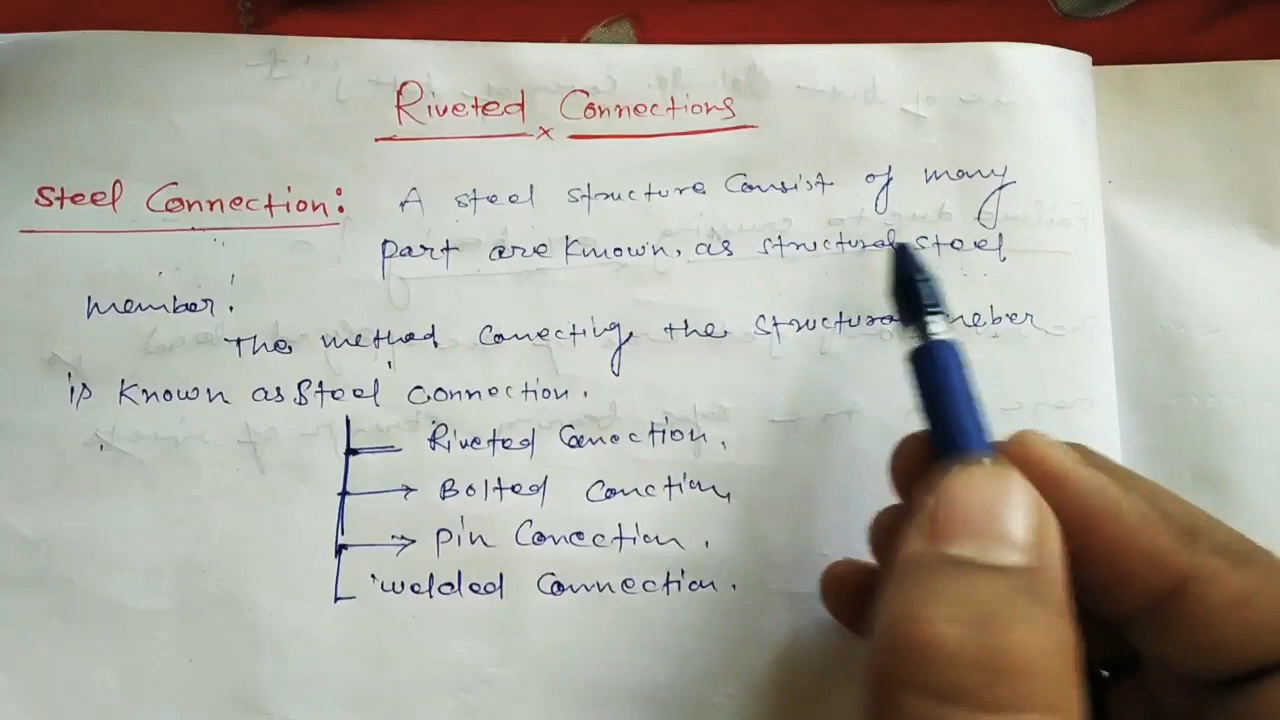 Riveted Connections
x
Steel Connection: A steel structure Consist of many
part are known, as structural steel
member.
The method conecting the structura meber
is known as Steel connection.
Riveted Conection.
Bolted Conction,
Pin Conection.
welded Connection.